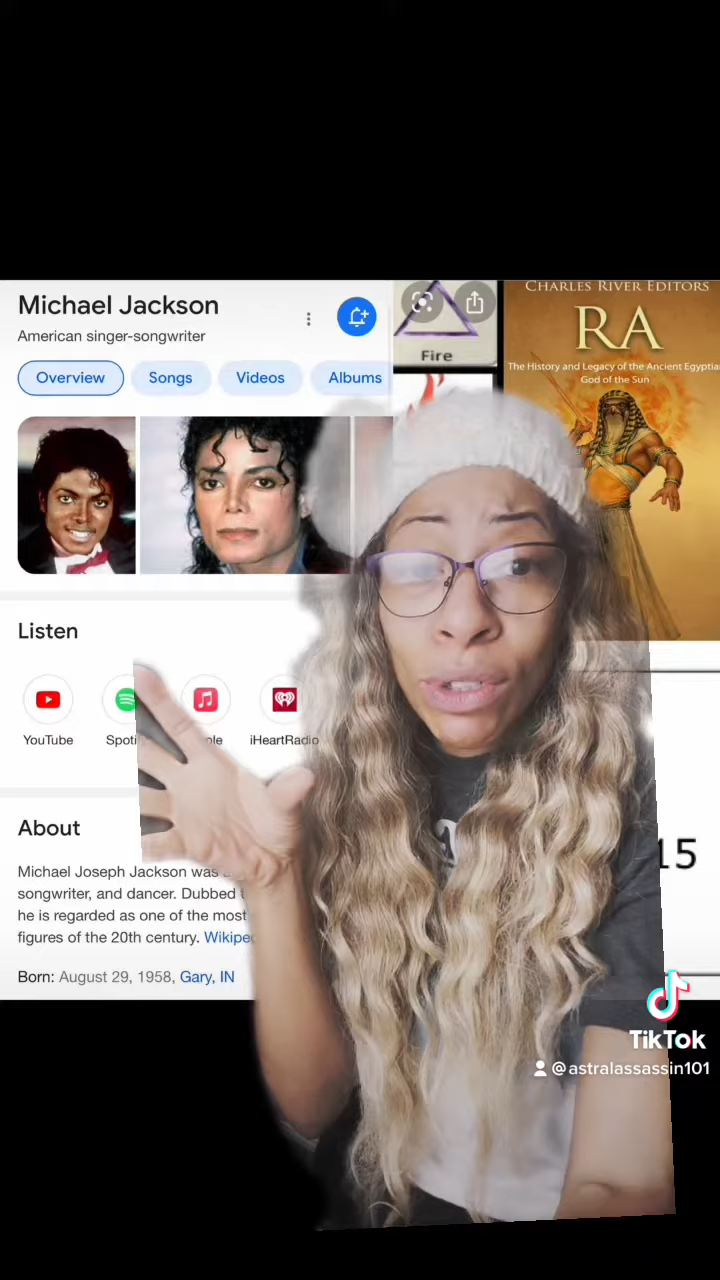 Michael Jackson
American singer-songwriter
Overview
Songs
Videos
Albums
Listen
YouTube
iHeartRadio
About
Michael Joseph Jackson was
songwriter, and dancer. Dubbed
he is regarded as one of the most
figures of the 20th century.
Born: August 29, 1958, Gary, IN
Fire
CHARLES RIVER EDITORS
RA
The History and Legacy of the Ancient
God of the Sun
15
TikTok
@astralassassin101